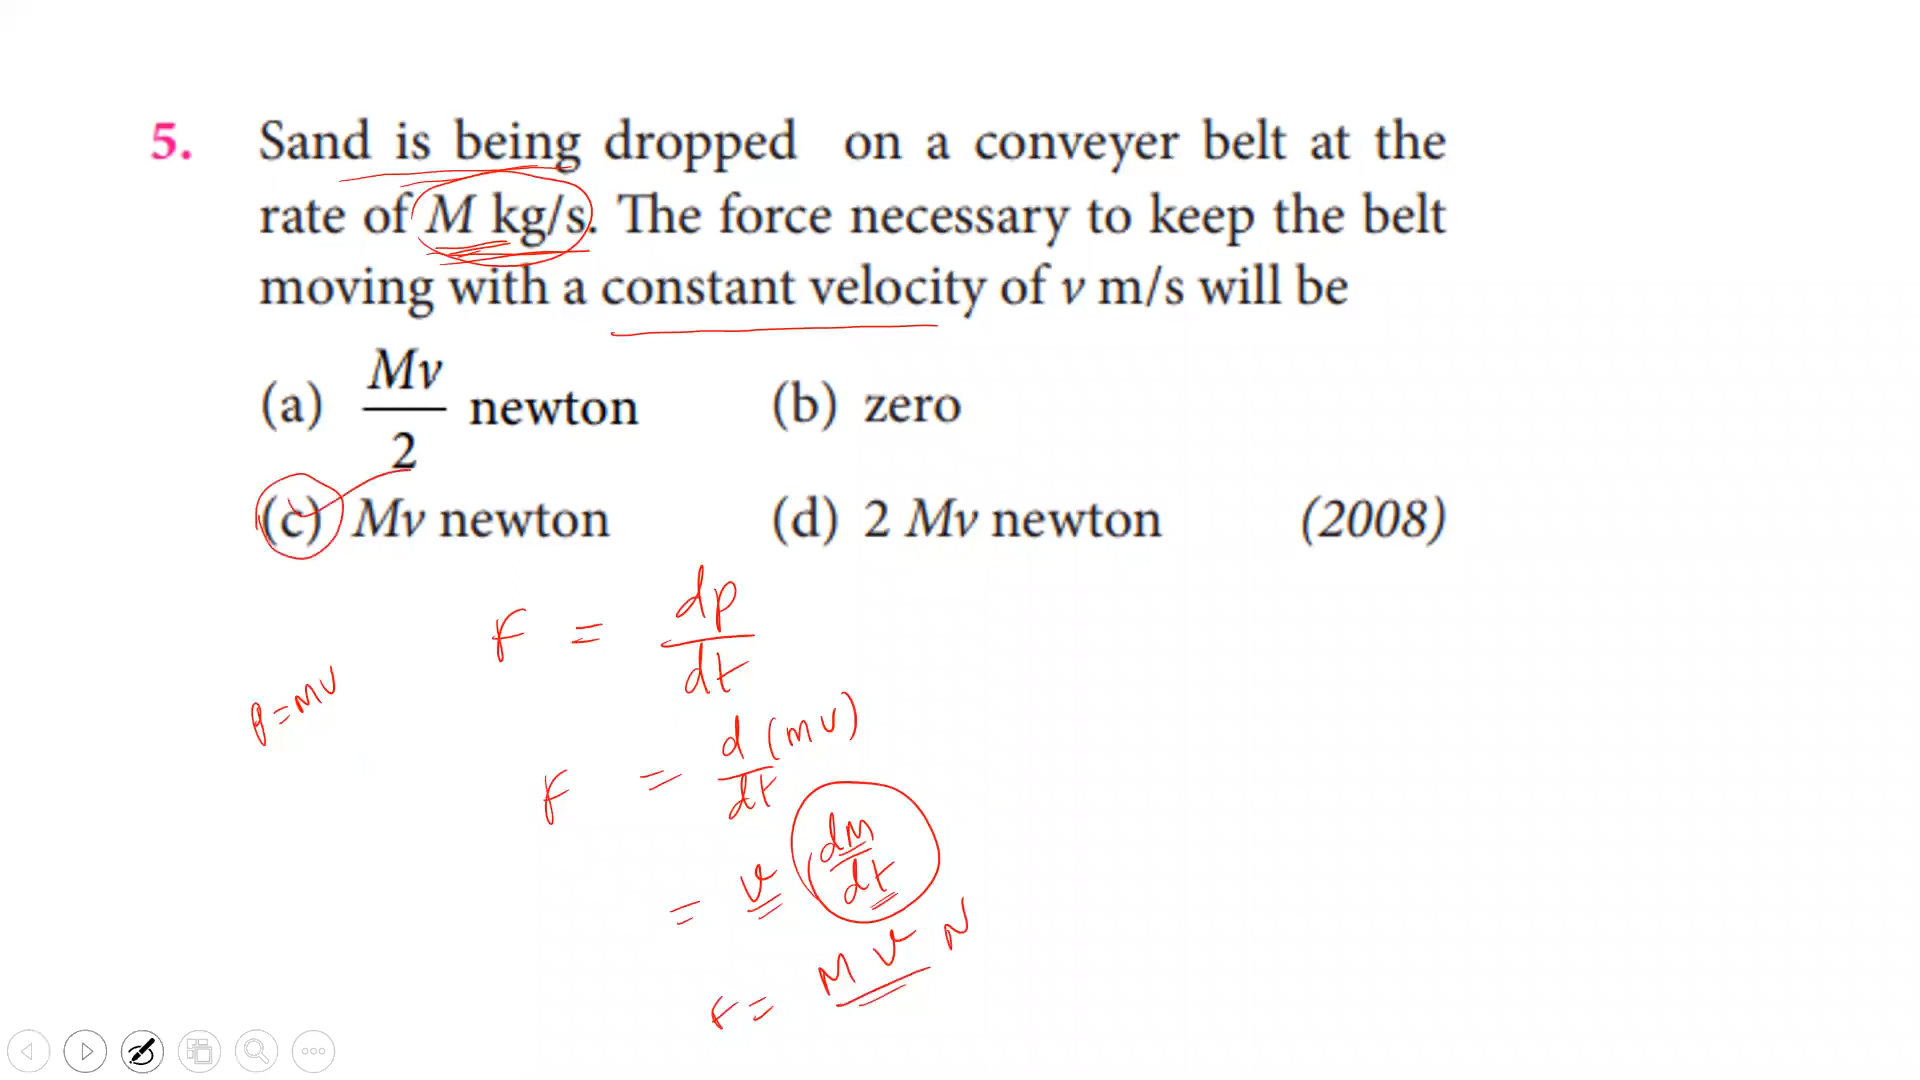 5. Sand is being dropped on a conveyer belt at the
rate of M kg/s. The force necessary to keep the belt
moving with a constant velocity of v m/s will be
(a) Mv/2 newton (b) zero
(c) Mv newton (d) 2 Mv newton (2008)
F = dp/dt
P = MV
F = d/dt (mv)
= v (dM/dt
F = M v N